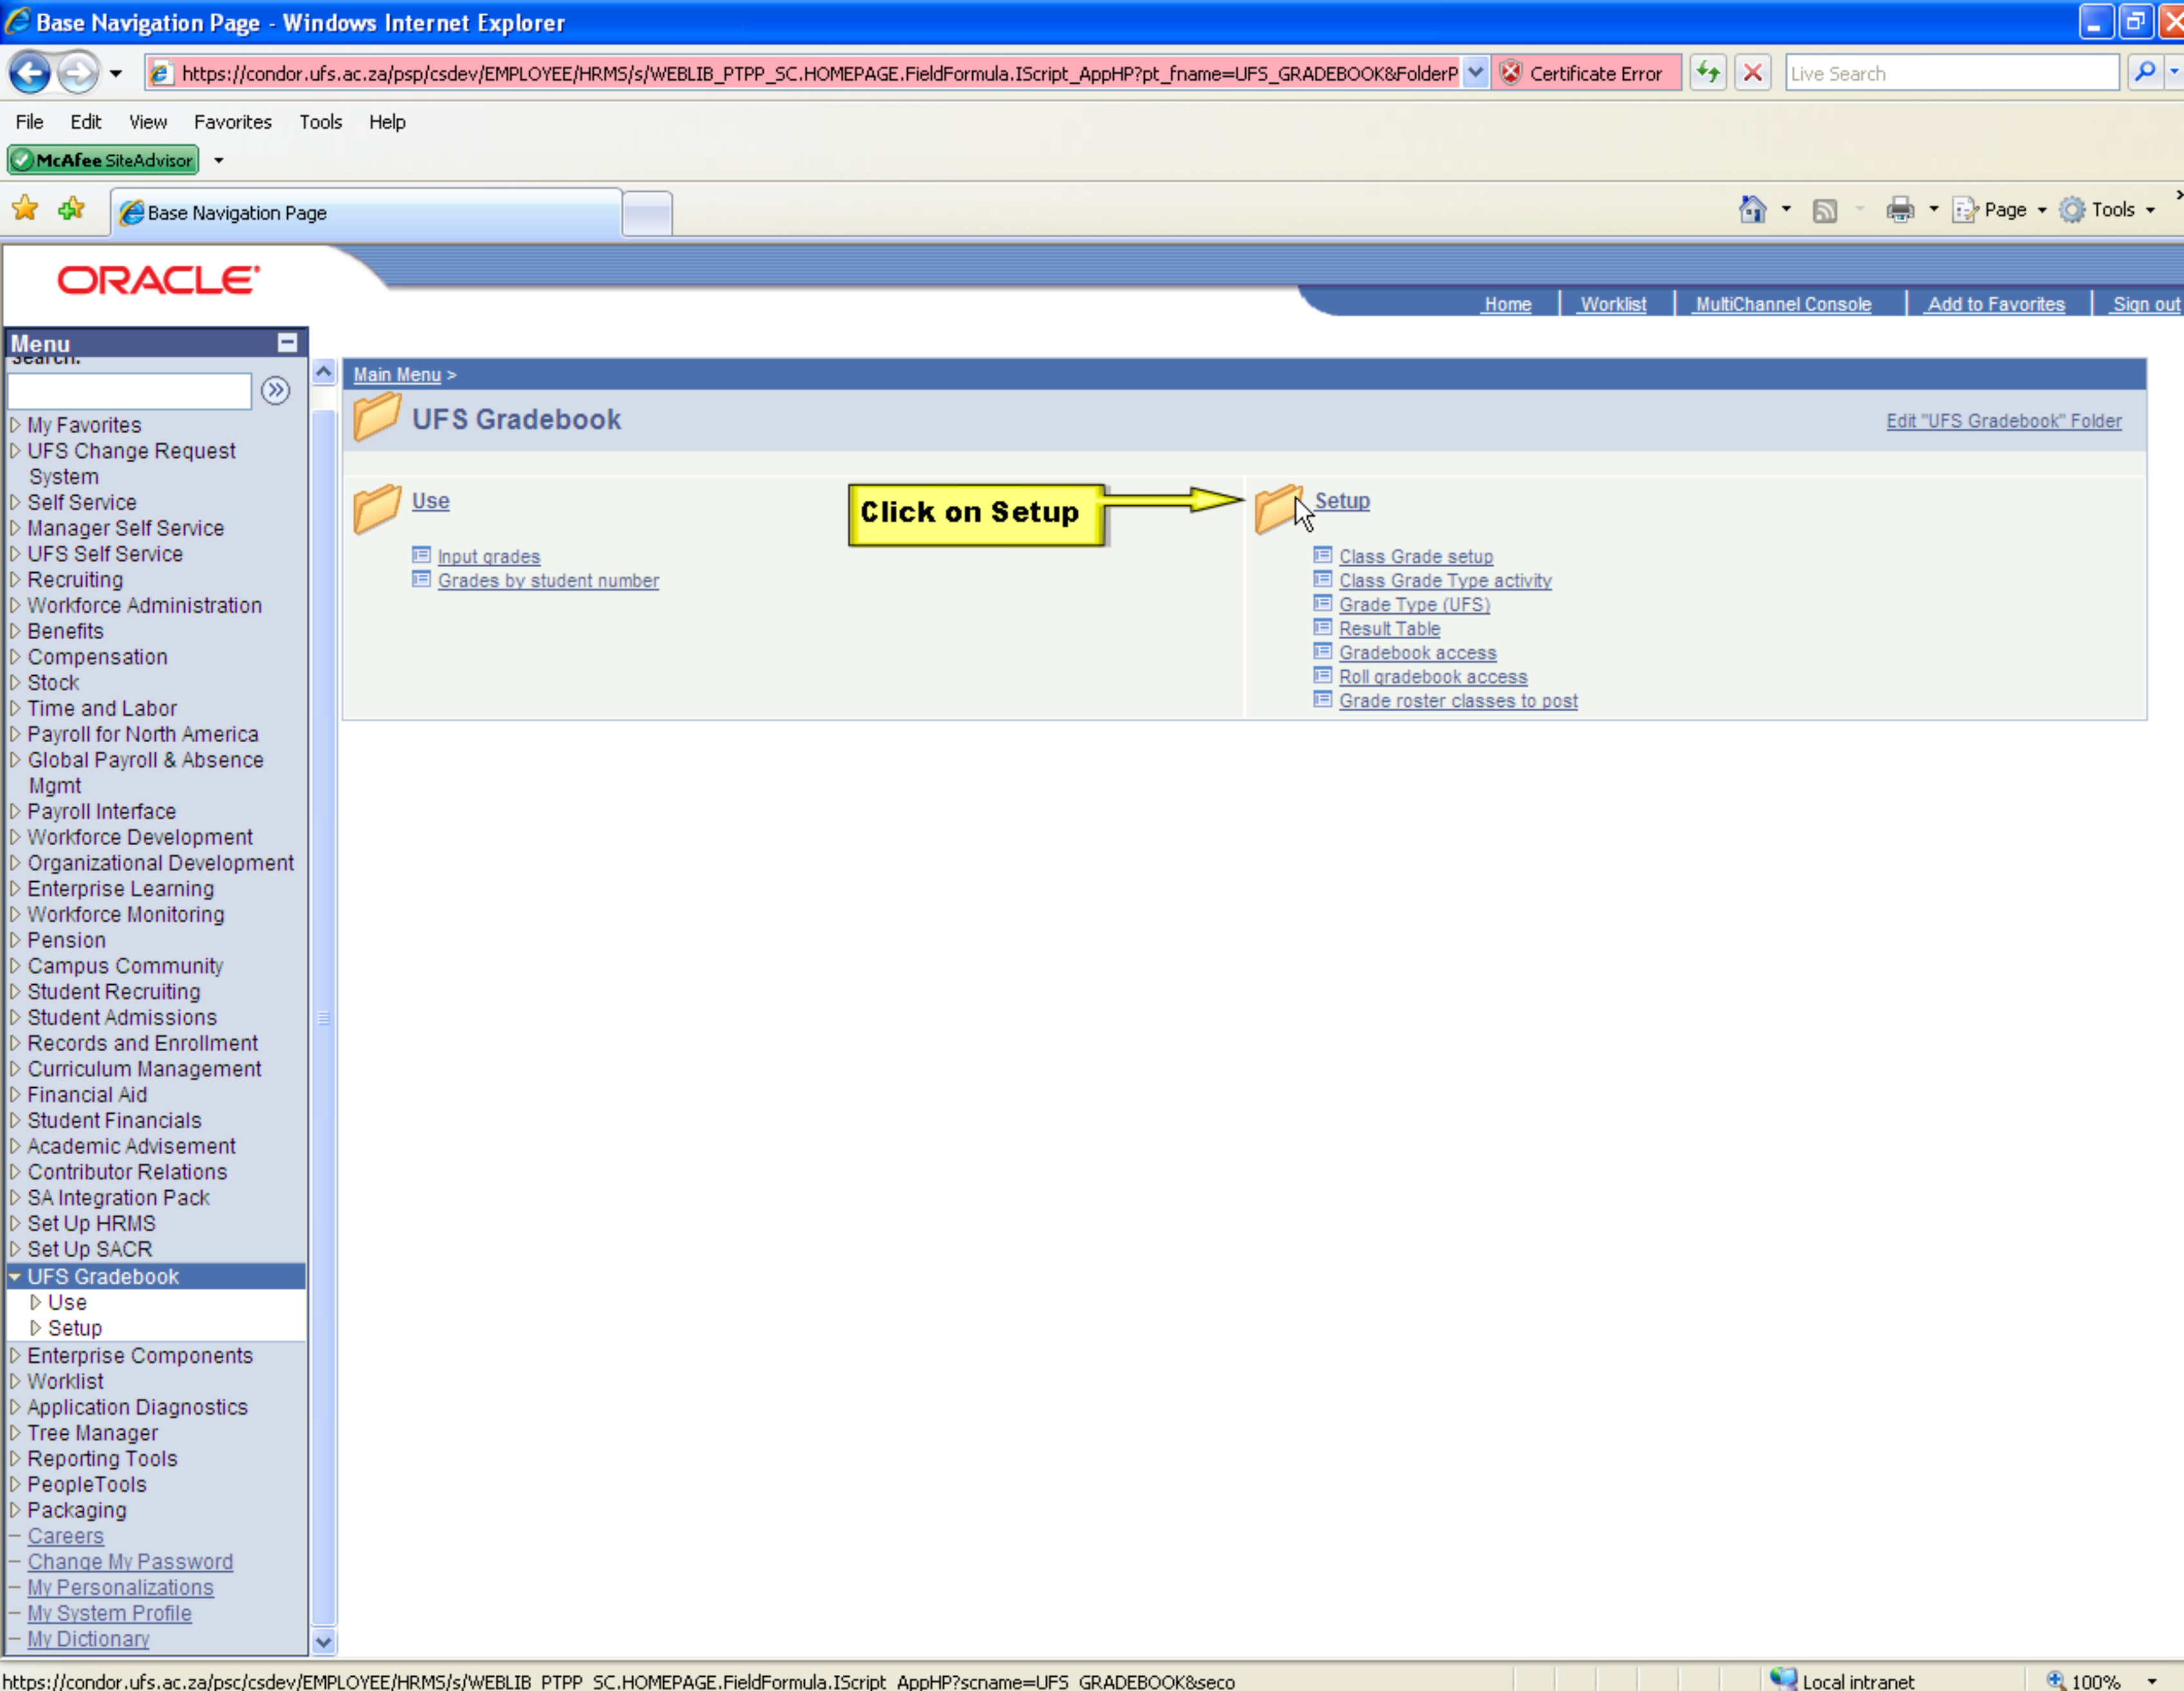 Base Navigation Page - Windows Internet Explorer
https://condor.ufs.ac.za/psp/csdev/EMPLOYEE/HRMS/s/WEBLIB_PTPP_SC.HOMEPAGE.FieldFormula.IScript_AppHP?pt_fname=UFS_GRADEBOOK&FolderP Certificate Error Live Search
File Edit View Favorites Tools Help
McAfee SiteAdvisor
Base Navigation Page Page Tools
ORACLE
Home Worklist MultiChannel Console Add to Favorites Sign out
Menu
Search:
Main Menu >
UFS Gradebook
Edit "UFS Gradebook" Folder
Use
Input grades
Grades by student number
Click on Setup
Setup
Class Grade setup
Class Grade Type activity
Grade Type (UFS)
Result Table
Gradebook access
Roll gradebook access
Grade roster classes to post
My Favorites
UFS Change Request
System
Self Service
Manager Self Service
UFS Self Service
Recruiting
Workforce Administration
Benefits
Compensation
Stock
Time and Labor
Payroll for North America
Global Payroll & Absence
Mgmt
Payroll Interface
Workforce Development
Organizational Development
Enterprise Learning
Workforce Monitoring
Pension
Campus Community
Student Recruiting
Student Admissions
Records and Enrollment
Curriculum Management
Financial Aid
Student Financials
Academic Advisement
Contributor Relations
SA Integration Pack
Set Up HRMS
Set Up SACR
UFS Gradebook
Use
Setup
Enterprise Components
Worklist
Application Diagnostics
Tree Manager
Reporting Tools
PeopleTools
Packaging
Careers
Change My Password
My Personalizations
My System Profile
My Dictionary
https://condor.ufs.ac.za/psc/csdev/EMPLOYEE/HRMS/s/WEBLIB_PTPP_SC.HOMEPAGE.FieldFormula.IScript_AppHP?scname=UFS_GRADEBOOK&seco Local intranet 100%